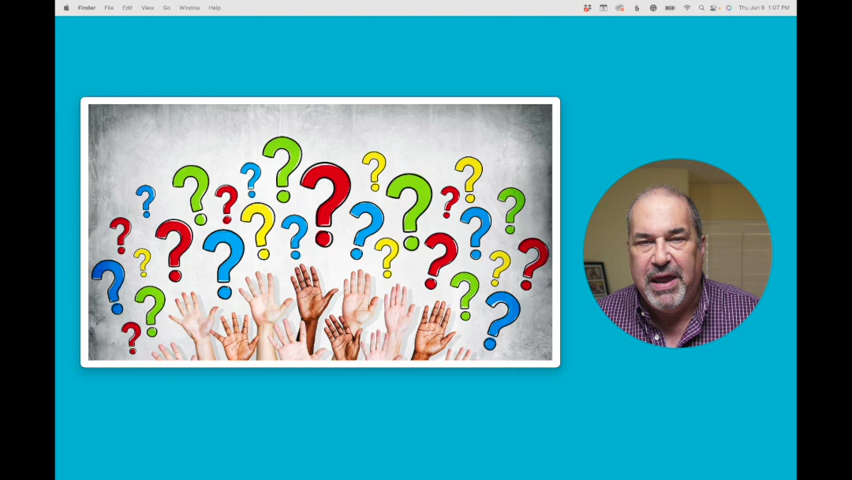 Finder File Edit View Go Window Help Thu Jun 9 1:07 PM
? ? ? ? ? ? ? ? ? ? ? ? ? ? ? ? ? ? ? ? ? ? ? ? ?